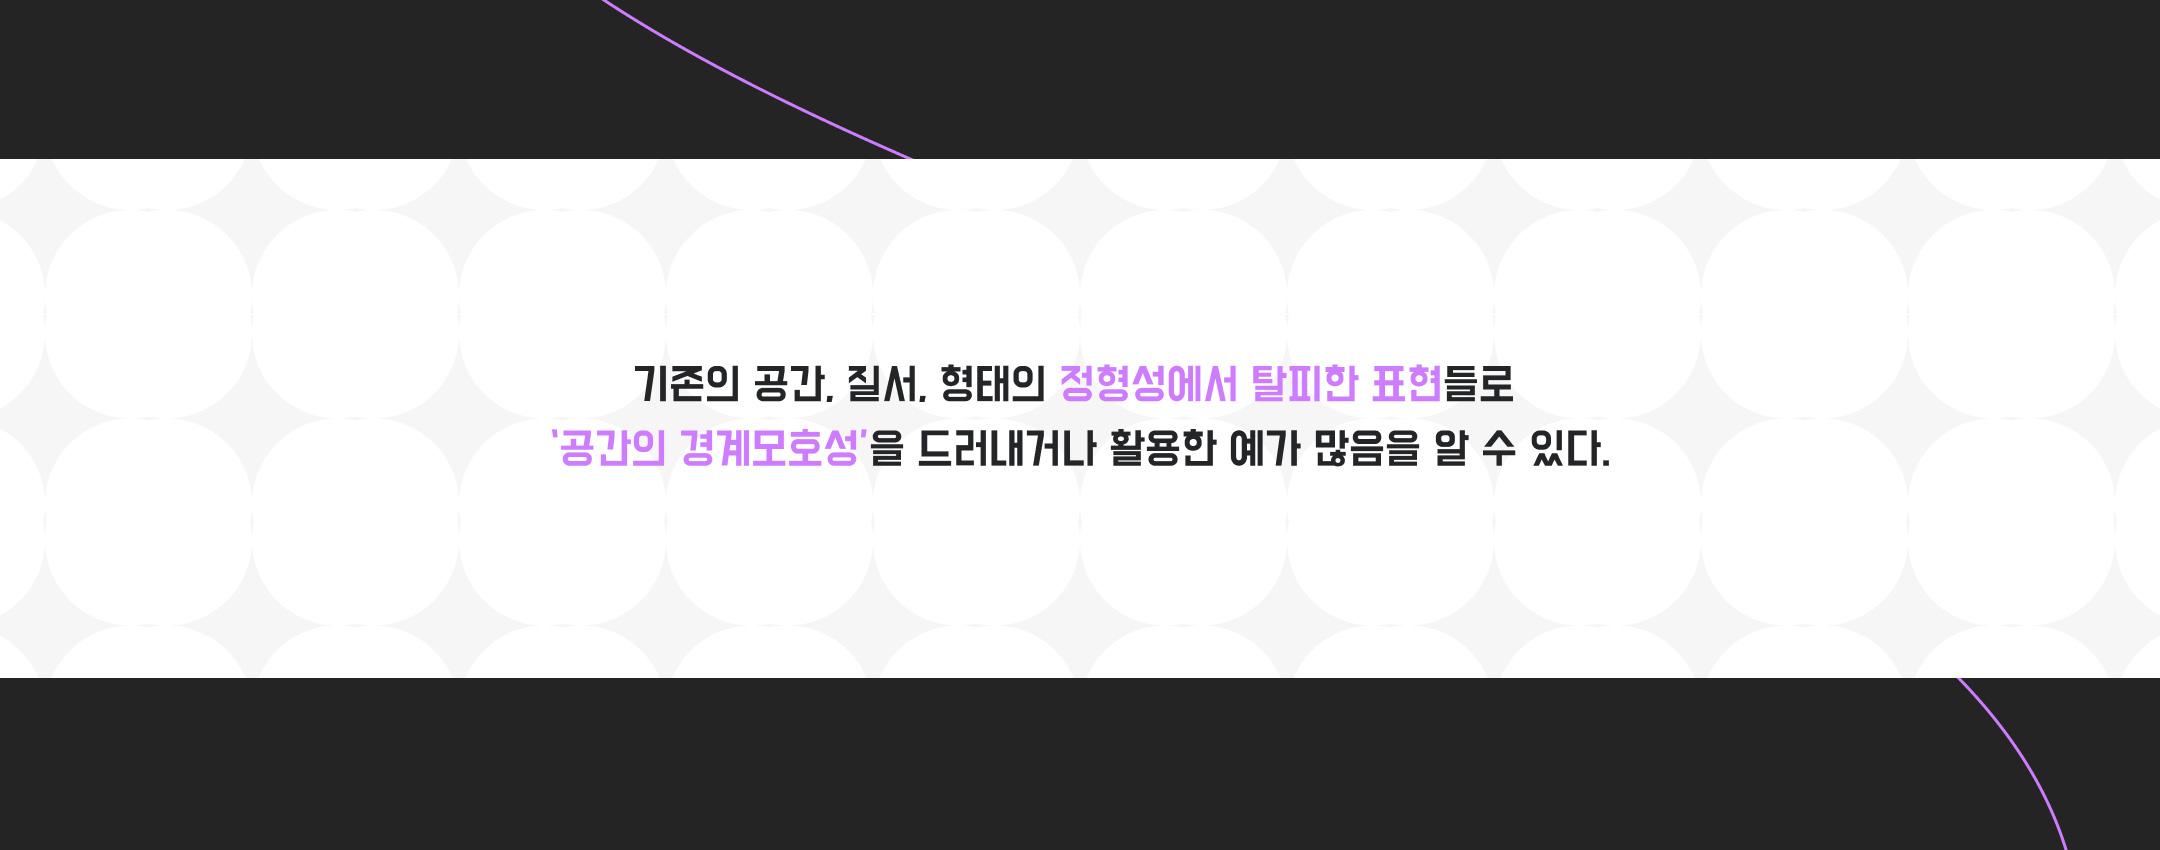 기존의 공간, 질서, 형태의 정형성에서 탈피한 표현들로
‘공간의 경계모호성’을 드러내거나 활용한 예가 많음을 알 수 있다.